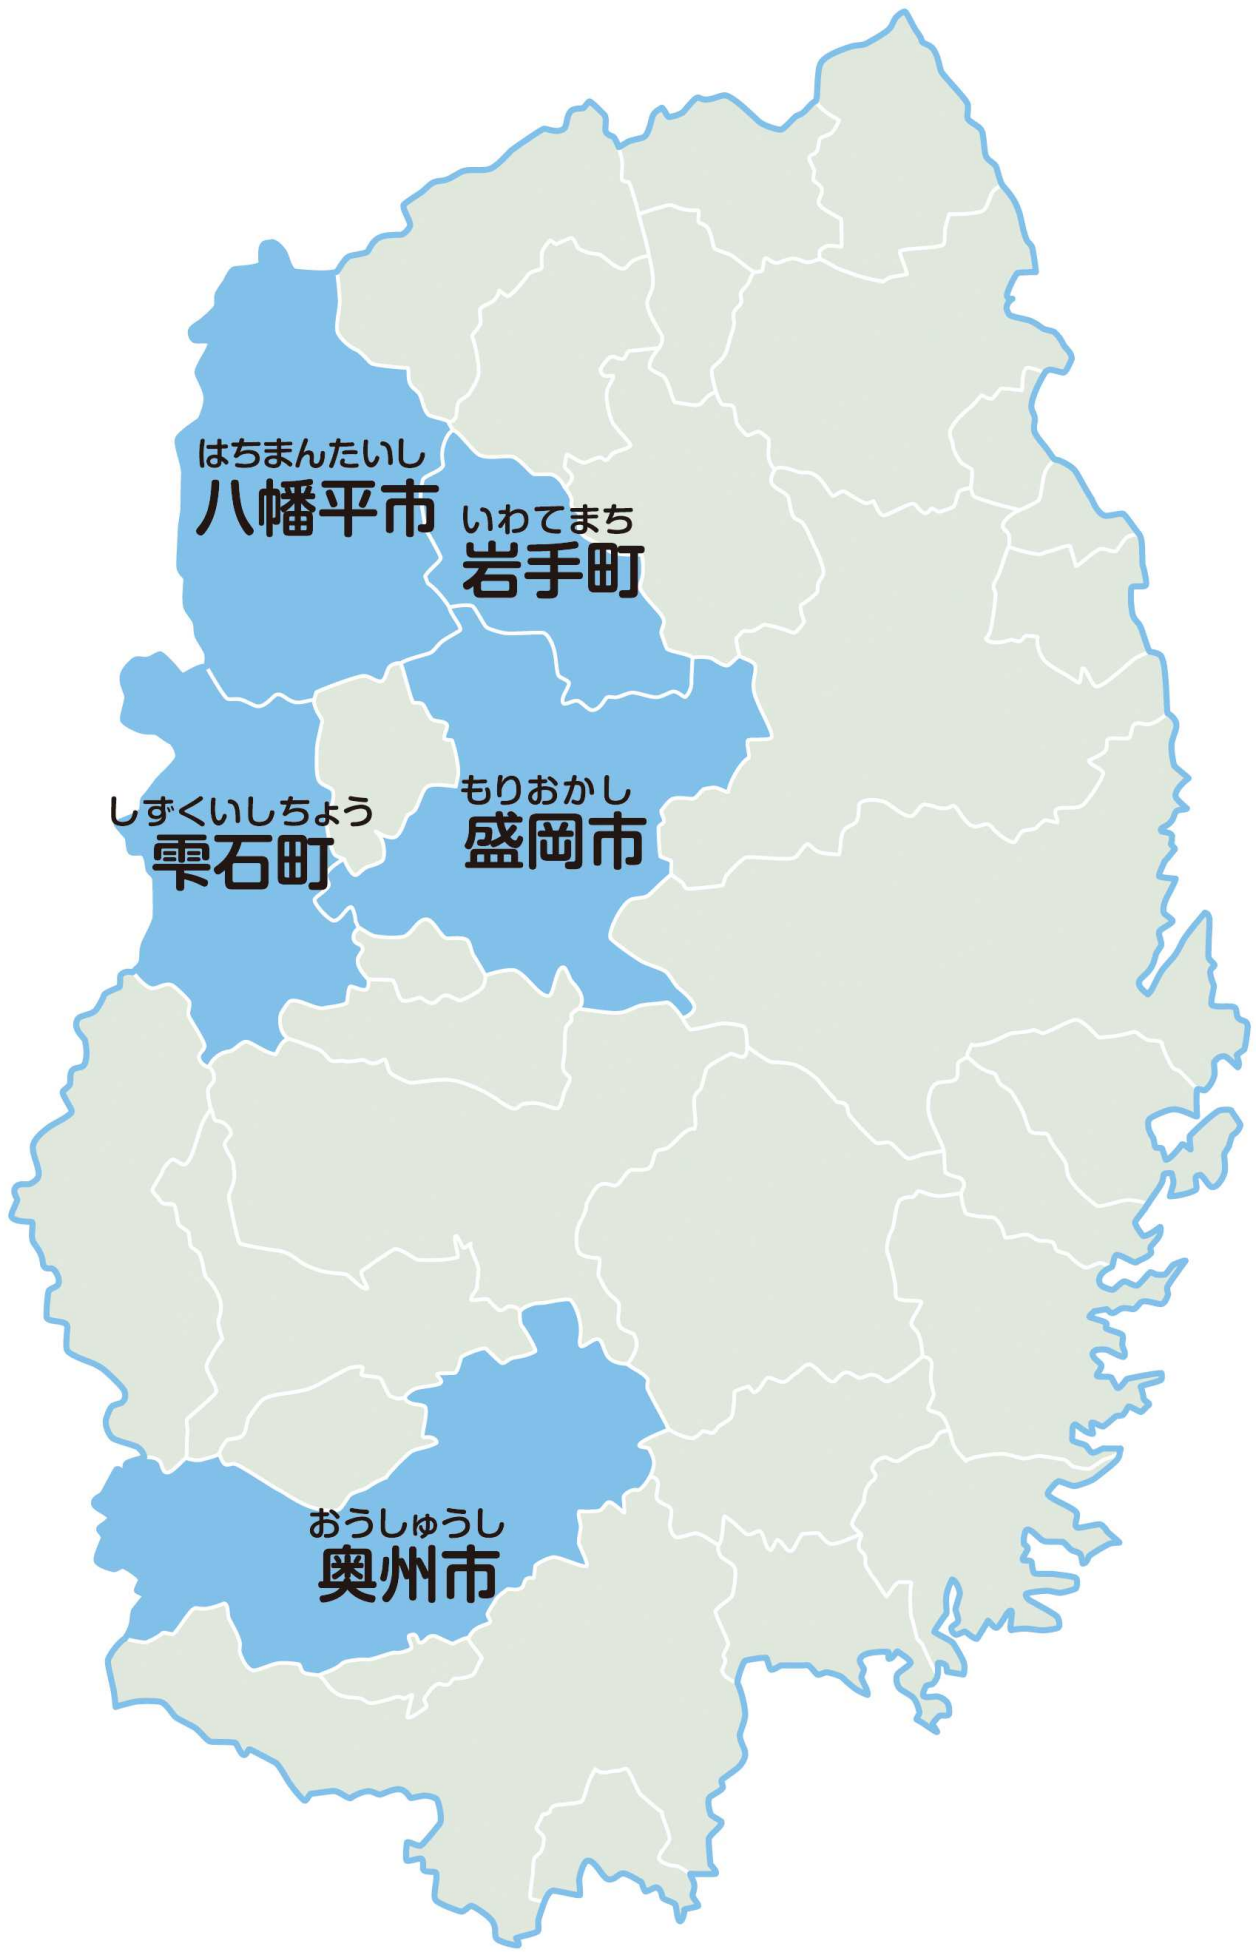 はちまんたいし
八幡平市
いわてまち
岩手町
もりおかし
盛岡市
しずくいしちょう
雫石町
おうしゅうし
奥州市